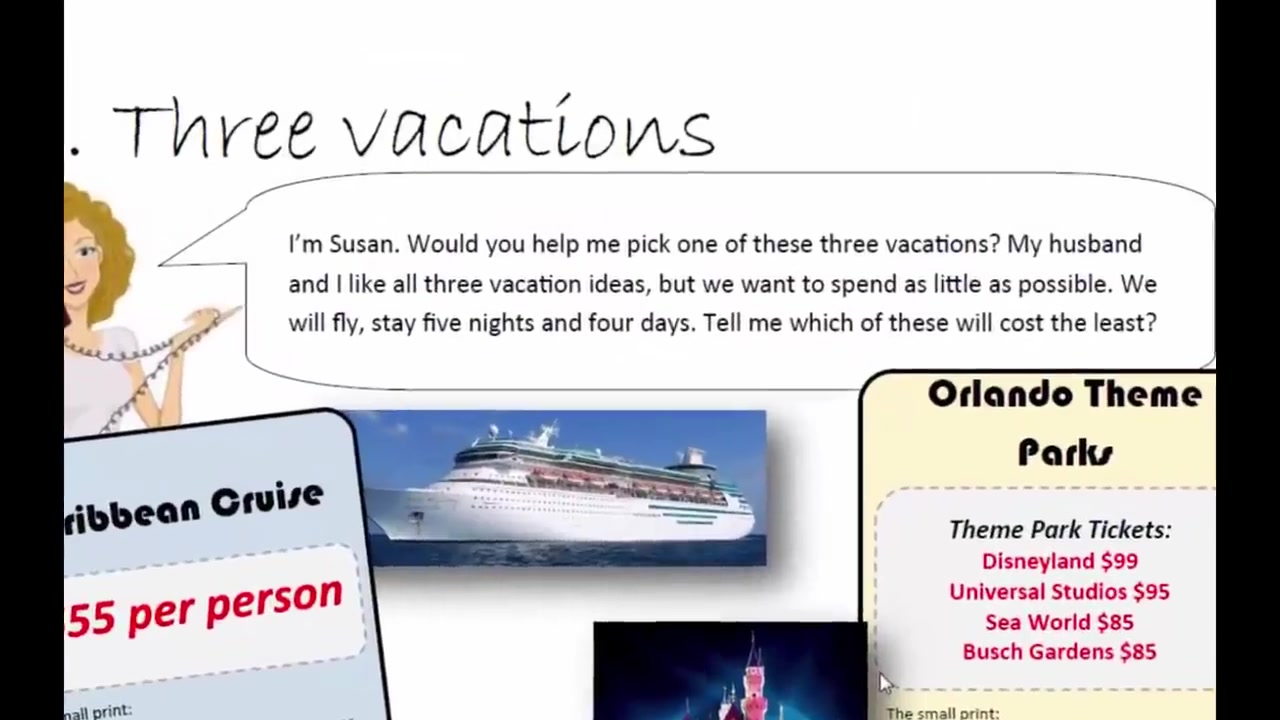 . Three vacations
I'm Susan. Would you help me pick one of these three vacations? My husband
and I like all three vacation ideas, but we want to spend as little as possible. We
will fly, stay five nights and four days. Tell me which of these will cost the least?
Orlando Theme
Parks
Theme Park Tickets:
Disneyland $99
Universal Studios $95
Sea World $85
Busch Gardens $85
The small print:
ribbean Cruise
55 per person
nall print: